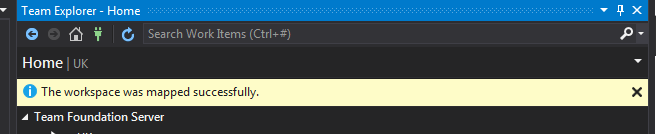 Team Explorer - Home
Search Work Items (Ctrl+#)
Home | UK
The workspace was mapped successfully.
Team Foundation Server